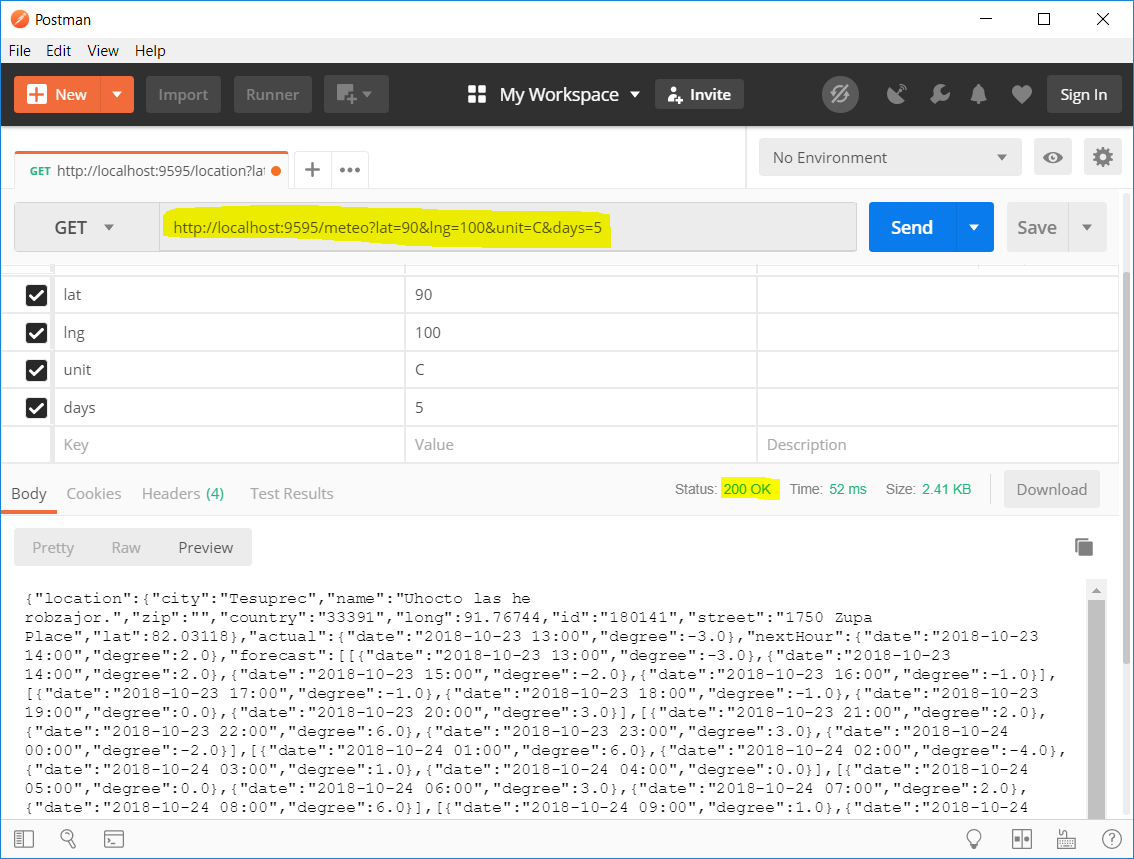 Postman
File Edit View Help
New Import Runner My Workspace Invite Sign In
GET http://localhost:9595/location?lat No Environment
GET http://localhost:9595/meteo?lat=90&lng=100&unit=C&days=5 Send Save
lat 90
lng 100
unit C
days 5
Key Value Description
Body Cookies Headers (4) Test Results Status: 200 OK Time: 52 ms Size: 2.41 KB Download
Pretty Raw Preview
{"location":{"city":"Tesuprec","name":"Uhocto las he
robzajor.","zip":"","country":"33391","long":91.76744,"id":"180141","street":"1750 Zupa
Place","lat":82.03118},"actual":{"date":"2018-10-23 13:00","degree":-3.0},"nextHour":{"date":"2018-10-23
14:00","degree":2.0},"forecast":[[{"date":"2018-10-23 13:00","degree":-3.0},{"date":"2018-10-23
14:00","degree":2.0},{"date":"2018-10-23 15:00","degree":-2.0},{"date":"2018-10-23 16:00","degree":-1.0}],
[{"date":"2018-10-23 17:00","degree":-1.0},{"date":"2018-10-23 18:00","degree":-1.0},{"date":"2018-10-23
19:00","degree":0.0},{"date":"2018-10-23 20:00","degree":3.0}],[{"date":"2018-10-23 21:00","degree":2.0},
{"date":"2018-10-23 22:00","degree":6.0},{"date":"2018-10-23 23:00","degree":3.0},{"date":"2018-10-24
00:00","degree":-2.0}],[{"date":"2018-10-24 01:00","degree":6.0},{"date":"2018-10-24 02:00","degree":-4.0},
{"date":"2018-10-24 03:00","degree":1.0},{"date":"2018-10-24 04:00","degree":0.0}],[{"date":"2018-10-24
05:00","degree":0.0},{"date":"2018-10-24 06:00","degree":3.0},{"date":"2018-10-24 07:00","degree":2.0},
{"date":"2018-10-24 08:00","degree":6.0}],[{"date":"2018-10-24 09:00","degree":1.0},{"date":"2018-10-24